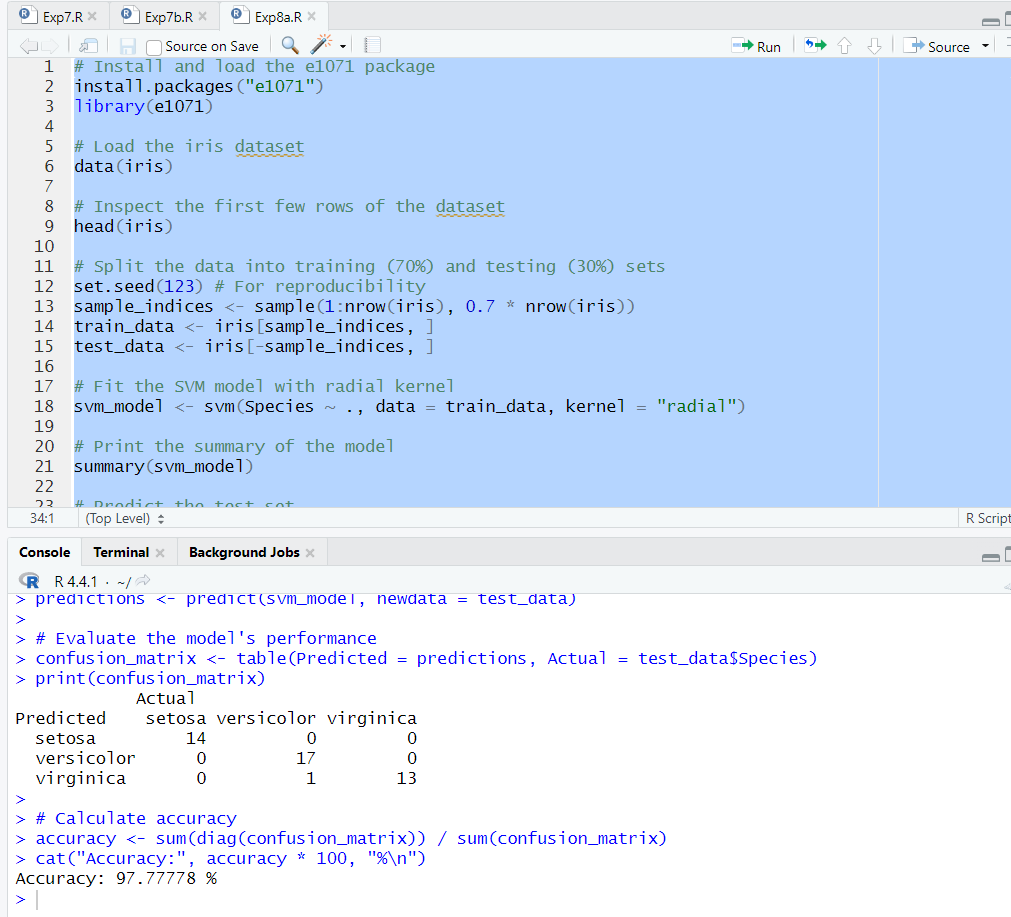 Exp7.R
Exp7b.R
Exp8a.R
Source on Save
Run
Source
1 # Install and load the e1071 package
2 install.packages("e1071")
3 library(e1071)
4
5 # Load the iris dataset
6 data(iris)
7
8 # Inspect the first few rows of the dataset
9 head(iris)
10
11 # Split the data into training (70%) and testing (30%) sets
12 set.seed(123) # For reproducibility
13 sample_indices <- sample(1:nrow(iris), 0.7 * nrow(iris))
14 train_data <- iris[sample_indices, ]
15 test_data <- iris[-sample_indices, ]
16
17 # Fit the SVM model with radial kernel
18 svm_model <- svm(Species ~ ., data = train_data, kernel = "radial")
19
20 # Print the summary of the model
21 summary(svm_model)
22
23 # Predict the test set
34:1 (Top Level) R Script
Console Terminal Background Jobs
R R 4.4.1 · ~/
> predictions <- predict(svm_model, newdata = test_data)
>
> # Evaluate the model's performance
> confusion_matrix <- table(Predicted = predictions, Actual = test_data$Species)
> print(confusion_matrix)
Actual
Predicted setosa versicolor virginica
setosa 14 0 0
versicolor 0 17 0
virginica 0 1 13
>
> # Calculate accuracy
> accuracy <- sum(diag(confusion_matrix)) / sum(confusion_matrix)
> cat("Accuracy:", accuracy * 100, "%\n")
Accuracy: 97.77778 %
>